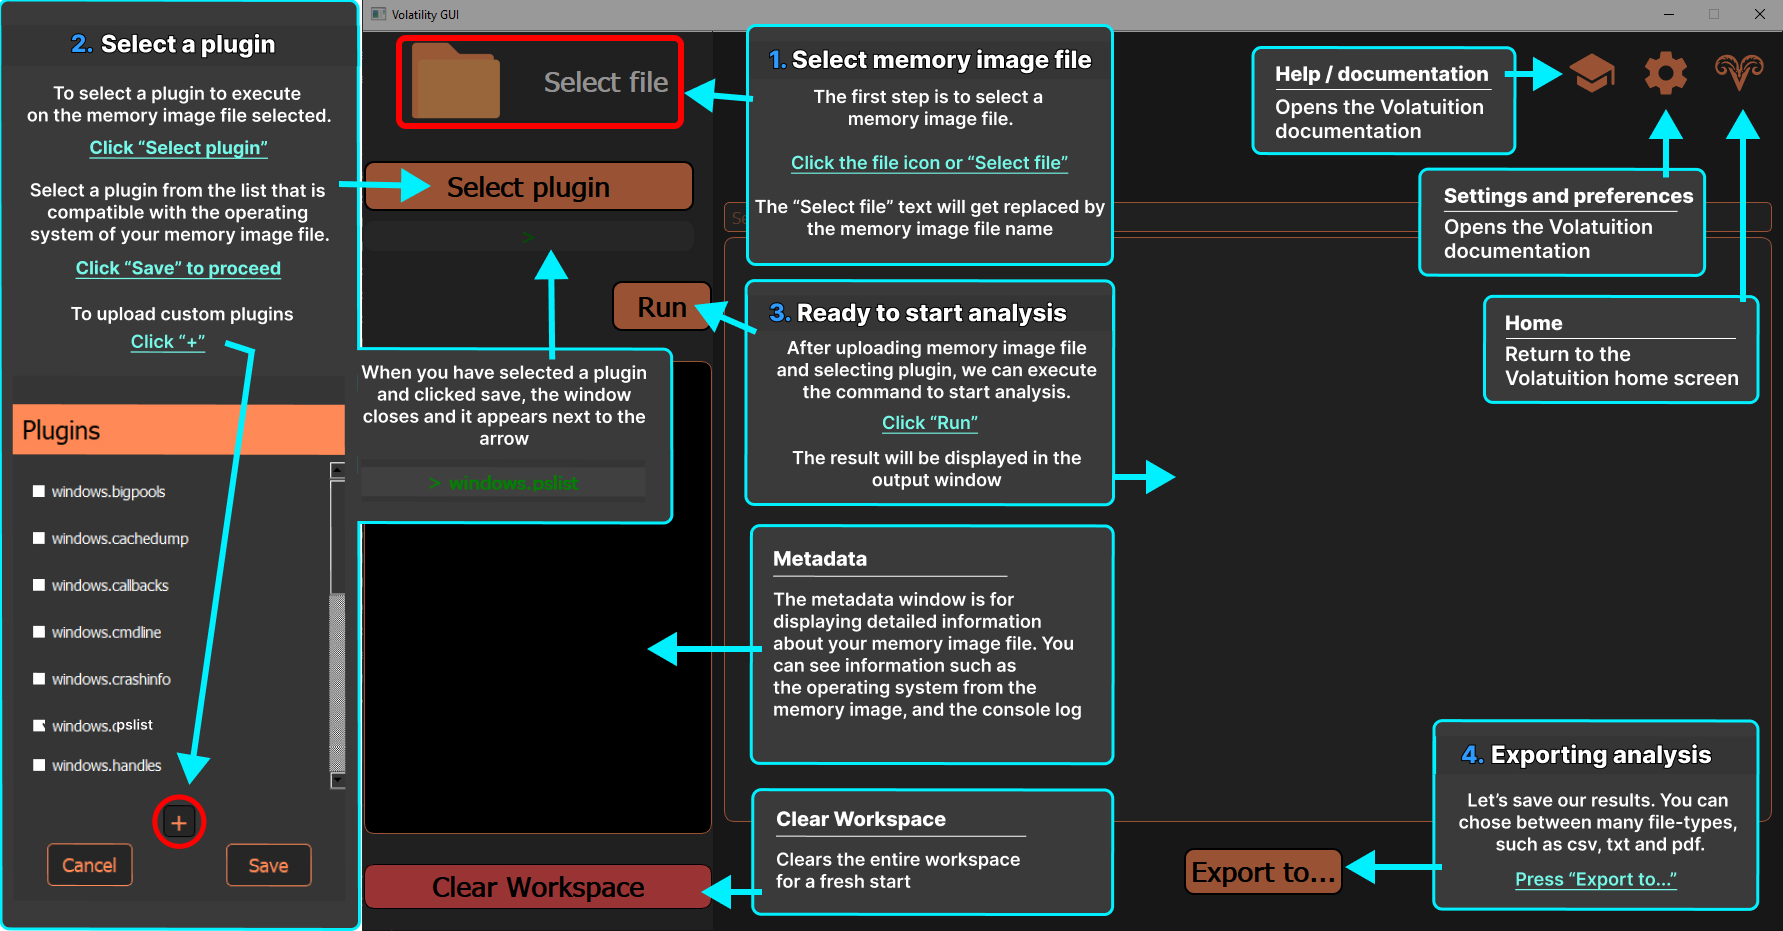 Volatility GUI
2. Select a plugin
To select a plugin to execute
on the memory image file selected.
Click “Select plugin”
Select a plugin from the list that is
compatible with the operating
system of your memory image file.
Click “Save” to proceed
To upload custom plugins
Click “+”
Plugins
windows.bigpools
windows.cachedump
windows.callbacks
windows.cmdline
windows.crashinfo
windows.pslist
windows.handles
+
Cancel
Save
Select file
Select plugin
>
Run
When you have selected a plugin
and clicked save, the window
closes and it appears next to the
arrow
> windows.pslist
Clear Workspace
1. Select memory image file
The first step is to select a
memory image file.
Click the file icon or “Select file”
The “Select file” text will get replaced by
the memory image file name
3. Ready to start analysis
After uploading memory image file
and selecting plugin, we can execute
the command to start analysis.
Click “Run”
The result will be displayed in the
output window
Metadata
The metadata window is for
displaying detailed information
about your memory image file. You
can see information such as
the operating system from the
memory image, and the console log
Clear Workspace
Clears the entire workspace
for a fresh start
Help / documentation
Opens the Volatuition
documentation
Settings and preferences
Opens the Volatuition
documentation
Home
Return to the
Volatuition home screen
4. Exporting analysis
Let’s save our results. You can
chose between many file-types,
such as csv, txt and pdf.
Press “Export to...”
Export to...